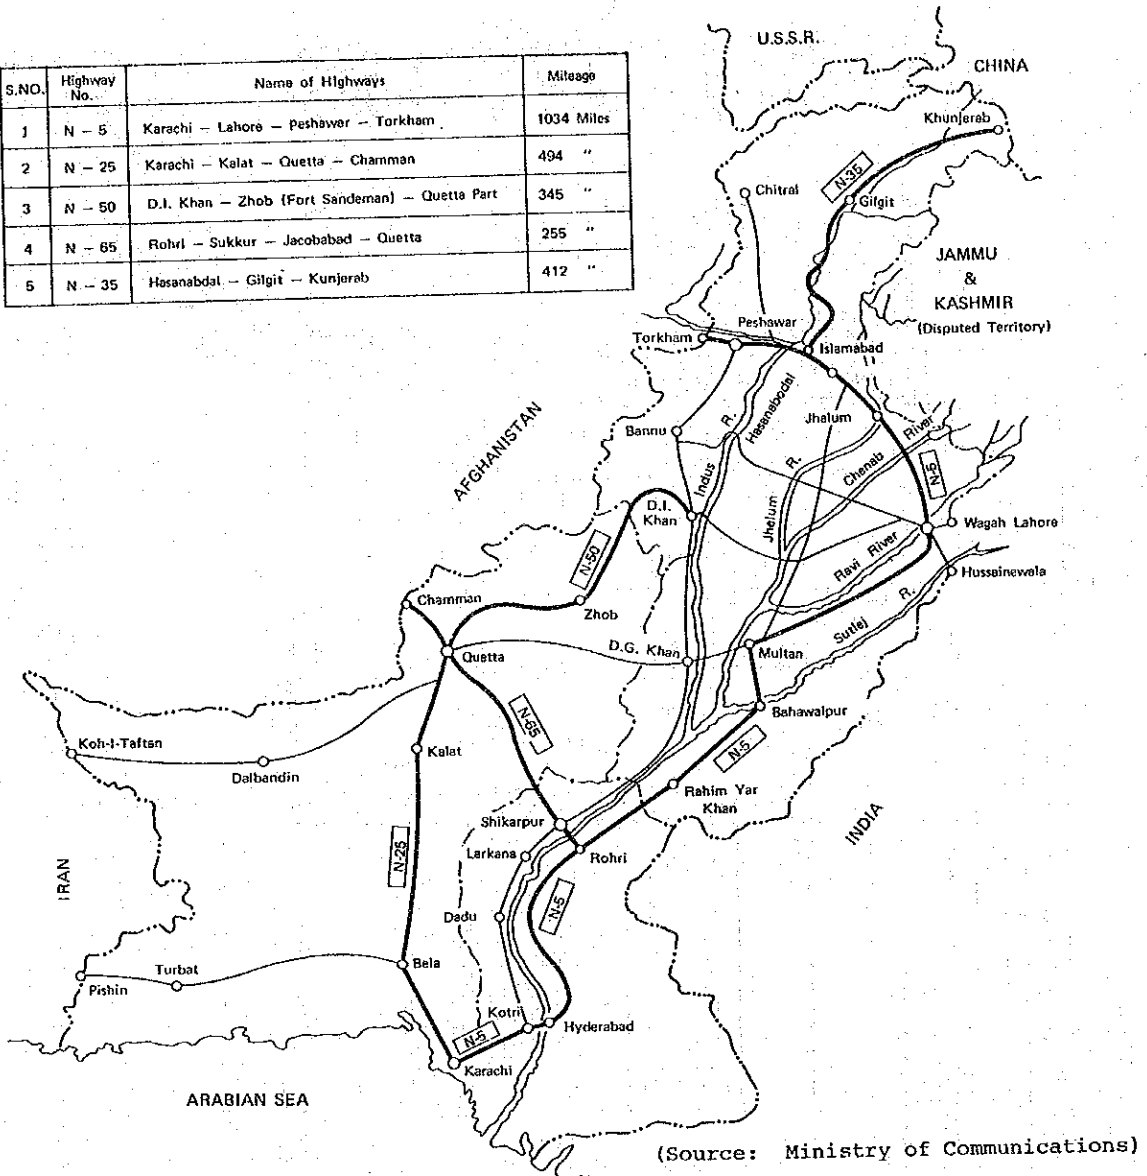 S.NO. Highway No. Name of Highways Mileage
1 N - 5 Karachi - Lahore - Peshawar - Torkham 1034 Miles
2 N - 25 Karachi - Kalat - Quetta - Chamman 494 "
3 N - 50 D.I. Khan - Zhob (Fort Sandeman) - Quetta Part 345 "
4 N - 65 Rohri - Sukkur - Jacobabad - Quetta 255 "
5 N - 35 Hasanabdal - Gilgit - Kunjerab 412 "
U.S.S.R.
CHINA
Khunjerab
N-35
Chitral
Gilgit
JAMMU
&
KASHMIR
(Disputed Territory)
Peshawar
Torkham
Islamabad
Hasanabodal
Jhalum
River
Bannu
R.
AFGHANISTAN
Chenab
R.
N-5
Indus
D.I.
Khan
Jhelum
Wagah Lahore
Ravi River
Hussainewala
N-50
R.
Chamman
Zhob
Sutlej
D.G. Khan
Multan
Quetta
Bahawalpur
N-65
Koh-I-Taftan
Kalat
N-5
Dalbandin
Rahim Yar
Khan
Shikarpur
INDIA
Larkana
Rohri
N-25
IRAN
N-5
Dadu
Bela
Turbat
Pishin
Kotri
Hyderabad
N-5
Karachi
ARABIAN SEA
(Source: Ministry of Communications)